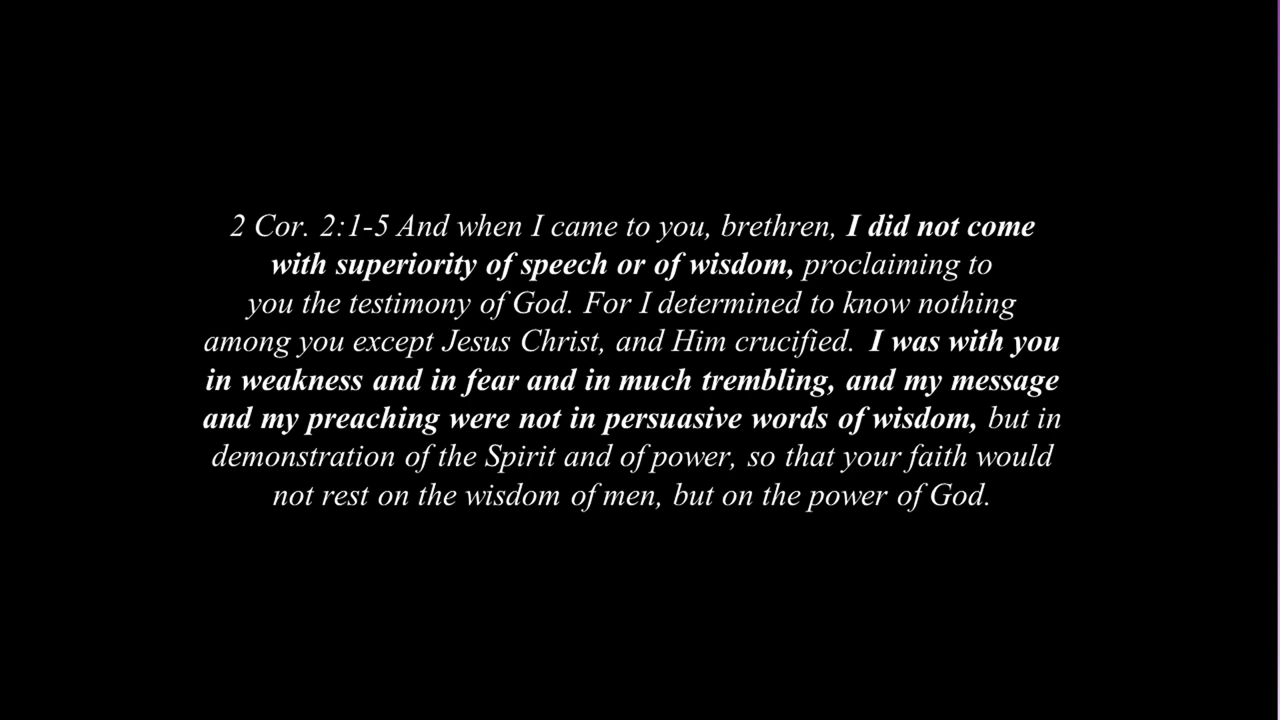 2 Cor. 2:1-5 And when I came to you, brethren, I did not come
with superiority of speech or of wisdom, proclaiming to
you the testimony of God. For I determined to know nothing
among you except Jesus Christ, and Him crucified. I was with you
in weakness and in fear and in much trembling, and my message
and my preaching were not in persuasive words of wisdom, but in
demonstration of the Spirit and of power, so that your faith would
not rest on the wisdom of men, but on the power of God.